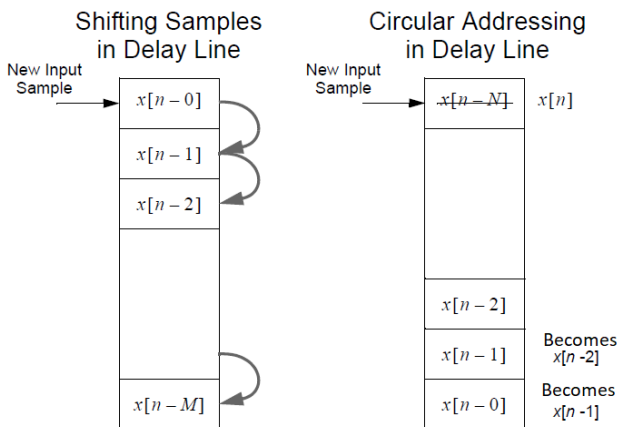 Shifting Samples
in Delay Line
New Input
Sample
x[n – 0]
x[n – 1]
x[n – 2]
x[n – M]
Circular Addressing
in Delay Line
New Input
Sample
x[n – N] x[n]
x[n – 2]
x[n – 1]
Becomes
x[n -2]
x[n – 0]
Becomes
x[n -1]